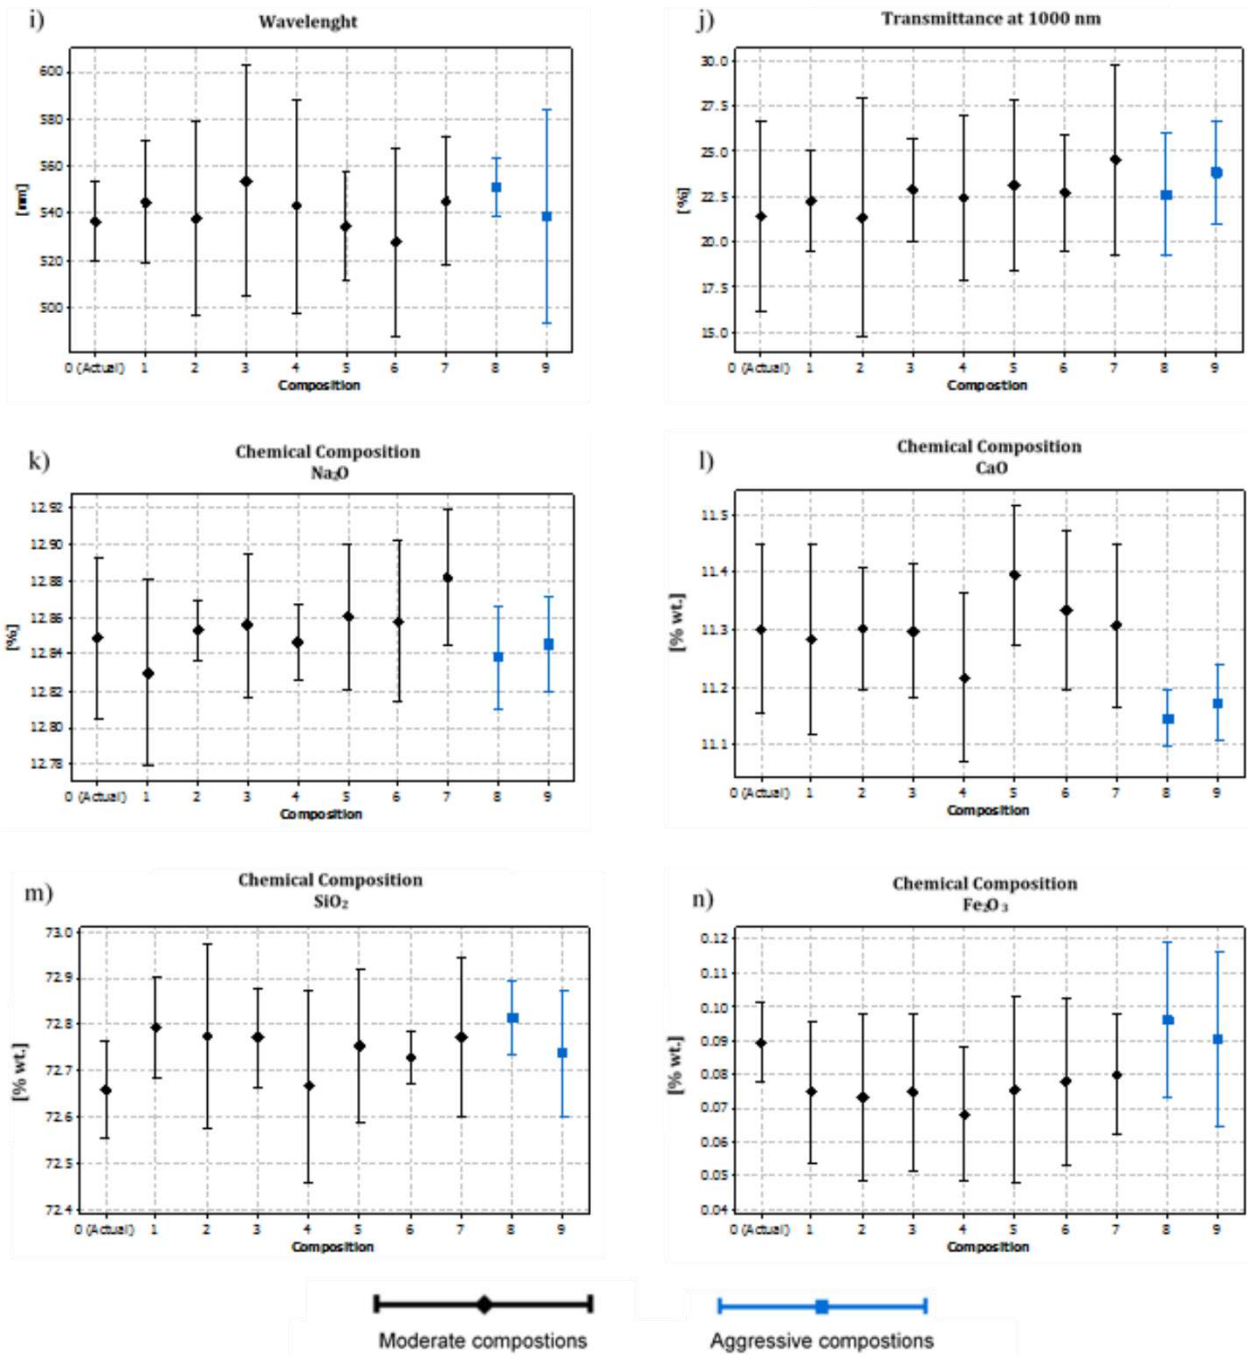 i)
Wavelenght
600
580
560
540
520
500
[nm]
0 (Actual) 1 2 3 4 5 6 7 8 9
Composition
j)
Transmittance at 1000 nm
30.0
27.5
25.0
22.5
20.0
17.5
15.0
[%]
0 (Actual) 1 2 3 4 5 6 7 8 9
Compostion
k)
Chemical Composition
Na₂O
12.92
12.90
12.88
12.86
12.84
12.82
12.80
12.78
[%]
0 (Actual) 1 2 3 4 5 6 7 8 9
Composition
l)
Chemical Composition
CaO
11.5
11.4
11.3
11.2
11.1
[% wt.]
0 (Actual) 1 2 3 4 5 6 7 8 9
Composition
m)
Chemical Composition
SiO₂
73.0
72.9
72.8
72.7
72.6
72.5
72.4
[% wt.]
0 (Actual) 1 2 3 4 5 6 7 8 9
Composition
n)
Chemical Composition
Fe₂O₃
0.12
0.11
0.10
0.09
0.08
0.07
0.06
0.05
0.04
[% wt.]
0 (Actual) 1 2 3 4 5 6 7 8 9
Composition
Moderate compostions
Aggressive compostions